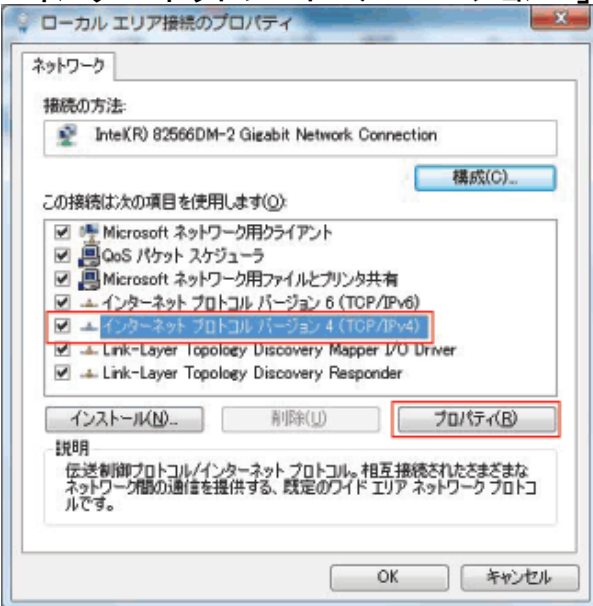 ローカル エリア接続のプロパティ
ネットワーク
接続の方法:
Intel(R) 82566DM-2 Gigabit Network Connection
構成(C)...
この接続は次の項目を使用します(O):
Microsoft ネットワーク用クライアント
QoS パケット スケジューラ
Microsoft ネットワーク用ファイルとプリンタ共有
インターネット プロトコル バージョン 6 (TCP/IPv6)
インターネット プロトコル バージョン 4 (TCP/IPv4)
Link-Layer Topology Discovery Mapper I/O Driver
Link-Layer Topology Discovery Responder
インストール(N)... 削除(U) プロパティ(R)
説明
伝送制御プロトコル/インターネット プロトコル。相互接続されたさまざまな
ネットワーク間の通信を提供する、既定のワイド エリア ネットワーク プロトコ
ルです。
OK キャンセル